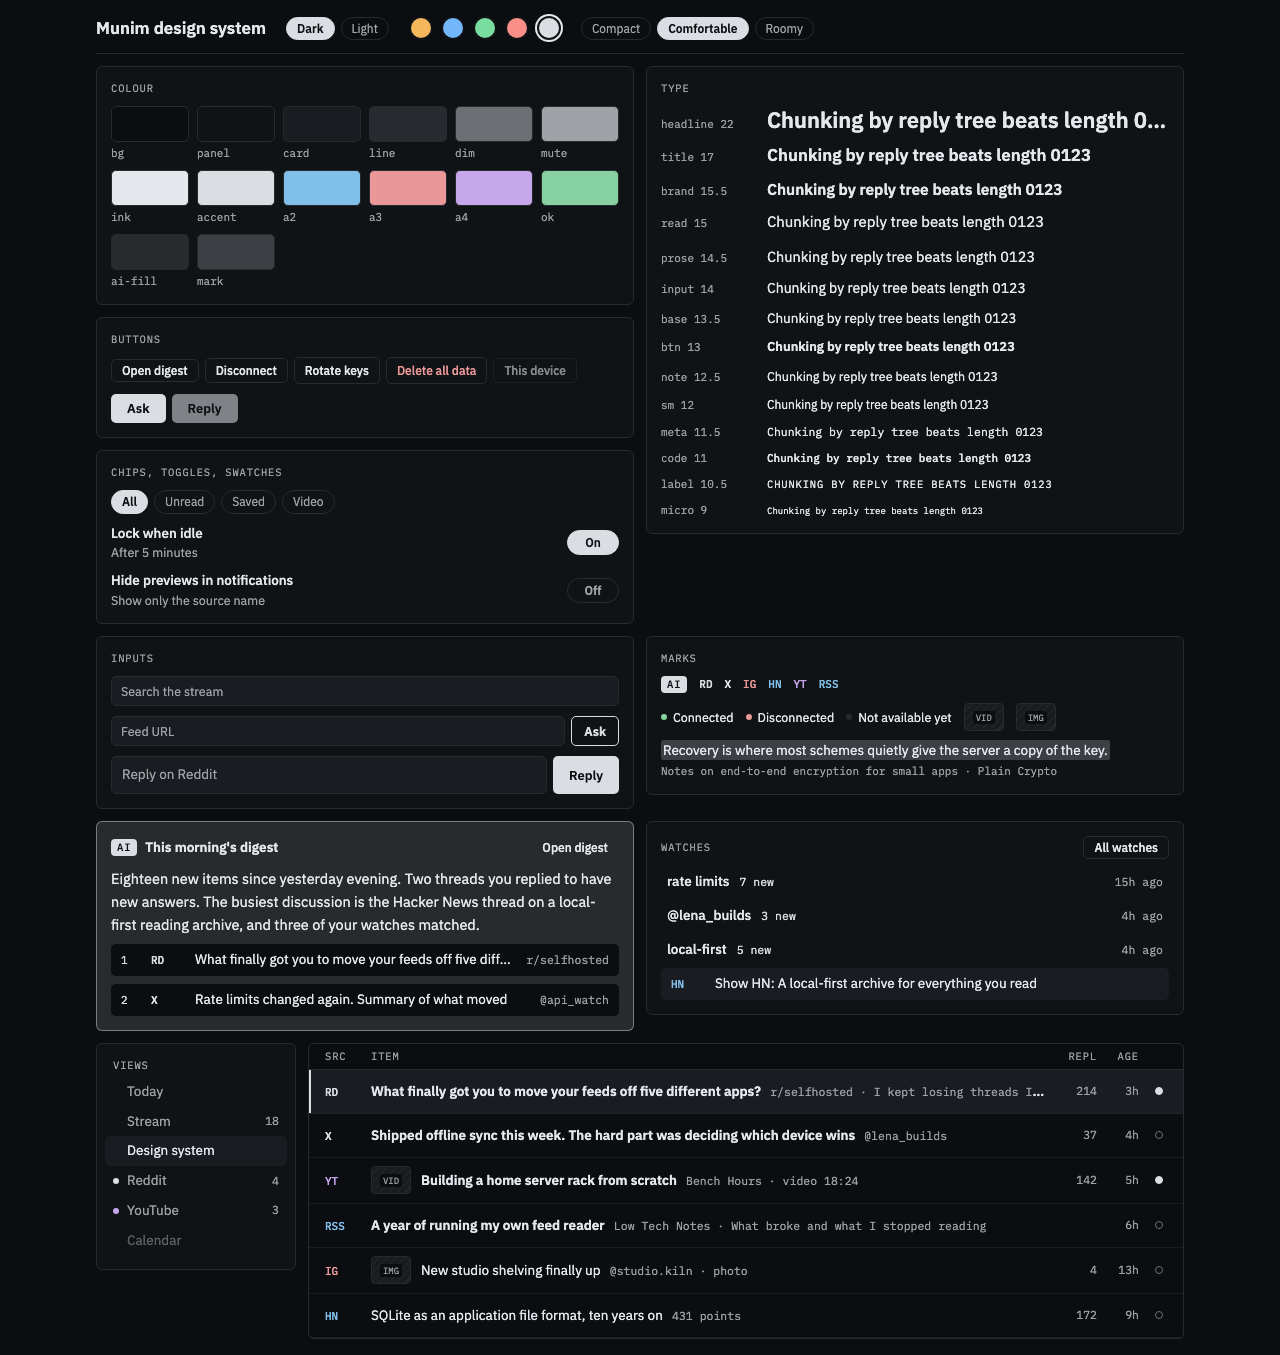 Munim design system Dark Light Compact Comfortable Roomy
COLOUR
bg panel card line dim mute
ink accent a2 a3 a4 ok
ai-fill mark
TYPE
headline 22 Chunking by reply tree beats length 0...
title 17 Chunking by reply tree beats length 0123
brand 15.5 Chunking by reply tree beats length 0123
read 15 Chunking by reply tree beats length 0123
prose 14.5 Chunking by reply tree beats length 0123
input 14 Chunking by reply tree beats length 0123
base 13.5 Chunking by reply tree beats length 0123
btn 13 Chunking by reply tree beats length 0123
note 12.5 Chunking by reply tree beats length 0123
sm 12 Chunking by reply tree beats length 0123
meta 11.5 Chunking by reply tree beats length 0123
code 11 Chunking by reply tree beats length 0123
label 10.5 CHUNKING BY REPLY TREE BEATS LENGTH 0123
micro 9 Chunking by reply tree beats length 0123
BUTTONS
Open digest Disconnect Rotate keys Delete all data This device
Ask Reply
CHIPS, TOGGLES, SWATCHES
All Unread Saved Video
Lock when idle
After 5 minutes
On
Hide previews in notifications
Show only the source name
Off
INPUTS
Search the stream
Feed URL Ask
Reply on Reddit Reply
MARKS
AI RD X IG HN YT RSS
Connected Disconnected Not available yet VID IMG
Recovery is where most schemes quietly give the server a copy of the key.
Notes on end-to-end encryption for small apps · Plain Crypto
AI This morning's digest Open digest
Eighteen new items since yesterday evening. Two threads you replied to have
new answers. The busiest discussion is the Hacker News thread on a local-
first reading archive, and three of your watches matched.
1 RD What finally got you to move your feeds off five diff... r/selfhosted
2 X Rate limits changed again. Summary of what moved @api_watch
WATCHES All watches
rate limits 7 new 15h ago
@lena_builds 3 new 4h ago
local-first 5 new 4h ago
HN Show HN: A local-first archive for everything you read
VIEWS
Today
Stream 18
Design system
Reddit 4
YouTube 3
Calendar
SRC ITEM REPL AGE
RD What finally got you to move your feeds off five different apps? r/selfhosted · I kept losing threads I... 214 3h
X Shipped offline sync this week. The hard part was deciding which device wins @lena_builds 37 4h
YT VID Building a home server rack from scratch Bench Hours · video 18:24 142 5h
RSS A year of running my own feed reader Low Tech Notes · What broke and what I stopped reading 6h
IG IMG New studio shelving finally up @studio.kiln · photo 4 13h
HN SQLite as an application file format, ten years on 431 points 172 9h